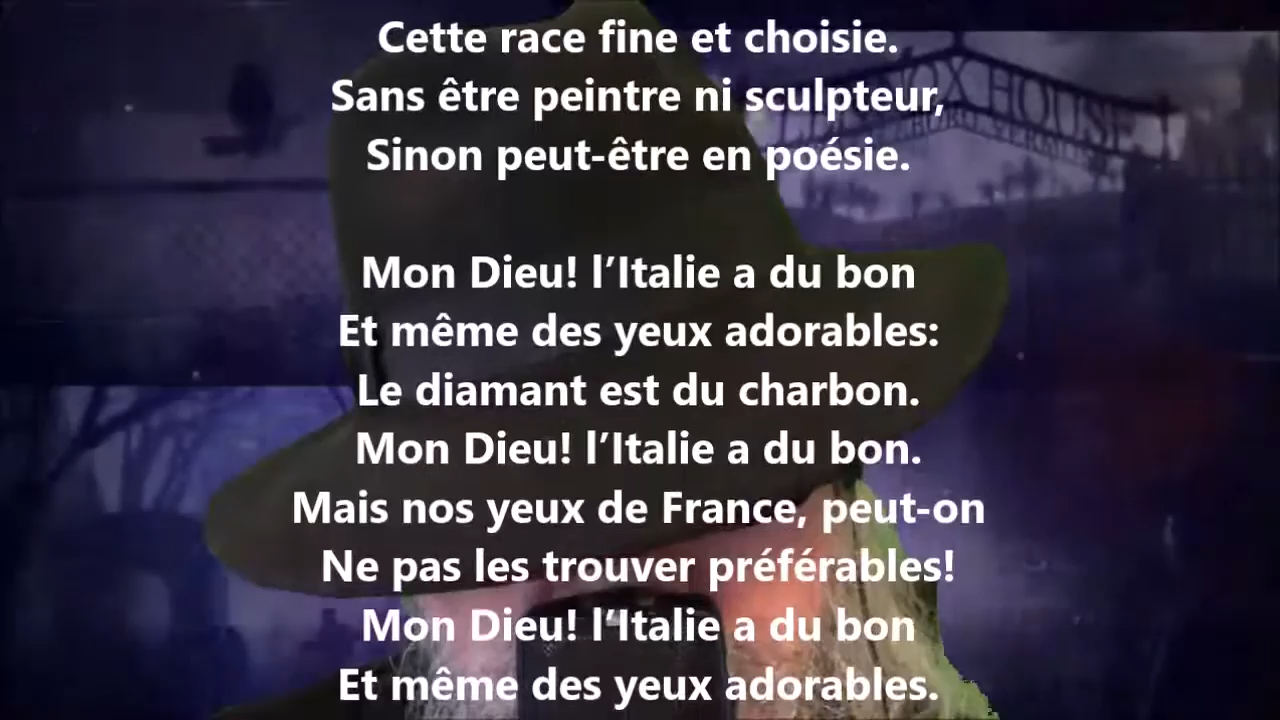 Cette race fine et choisie.
Sans être peintre ni sculpteur,
Sinon peut-être en poésie.
Mon Dieu! l’Italie a du bon
Et même des yeux adorables:
Le diamant est du charbon.
Mon Dieu! l’Italie a du bon.
Mais nos yeux de France, peut-on
Ne pas les trouver préférables!
Mon Dieu! l’Italie a du bon
Et même des yeux adorables.
HOUSE